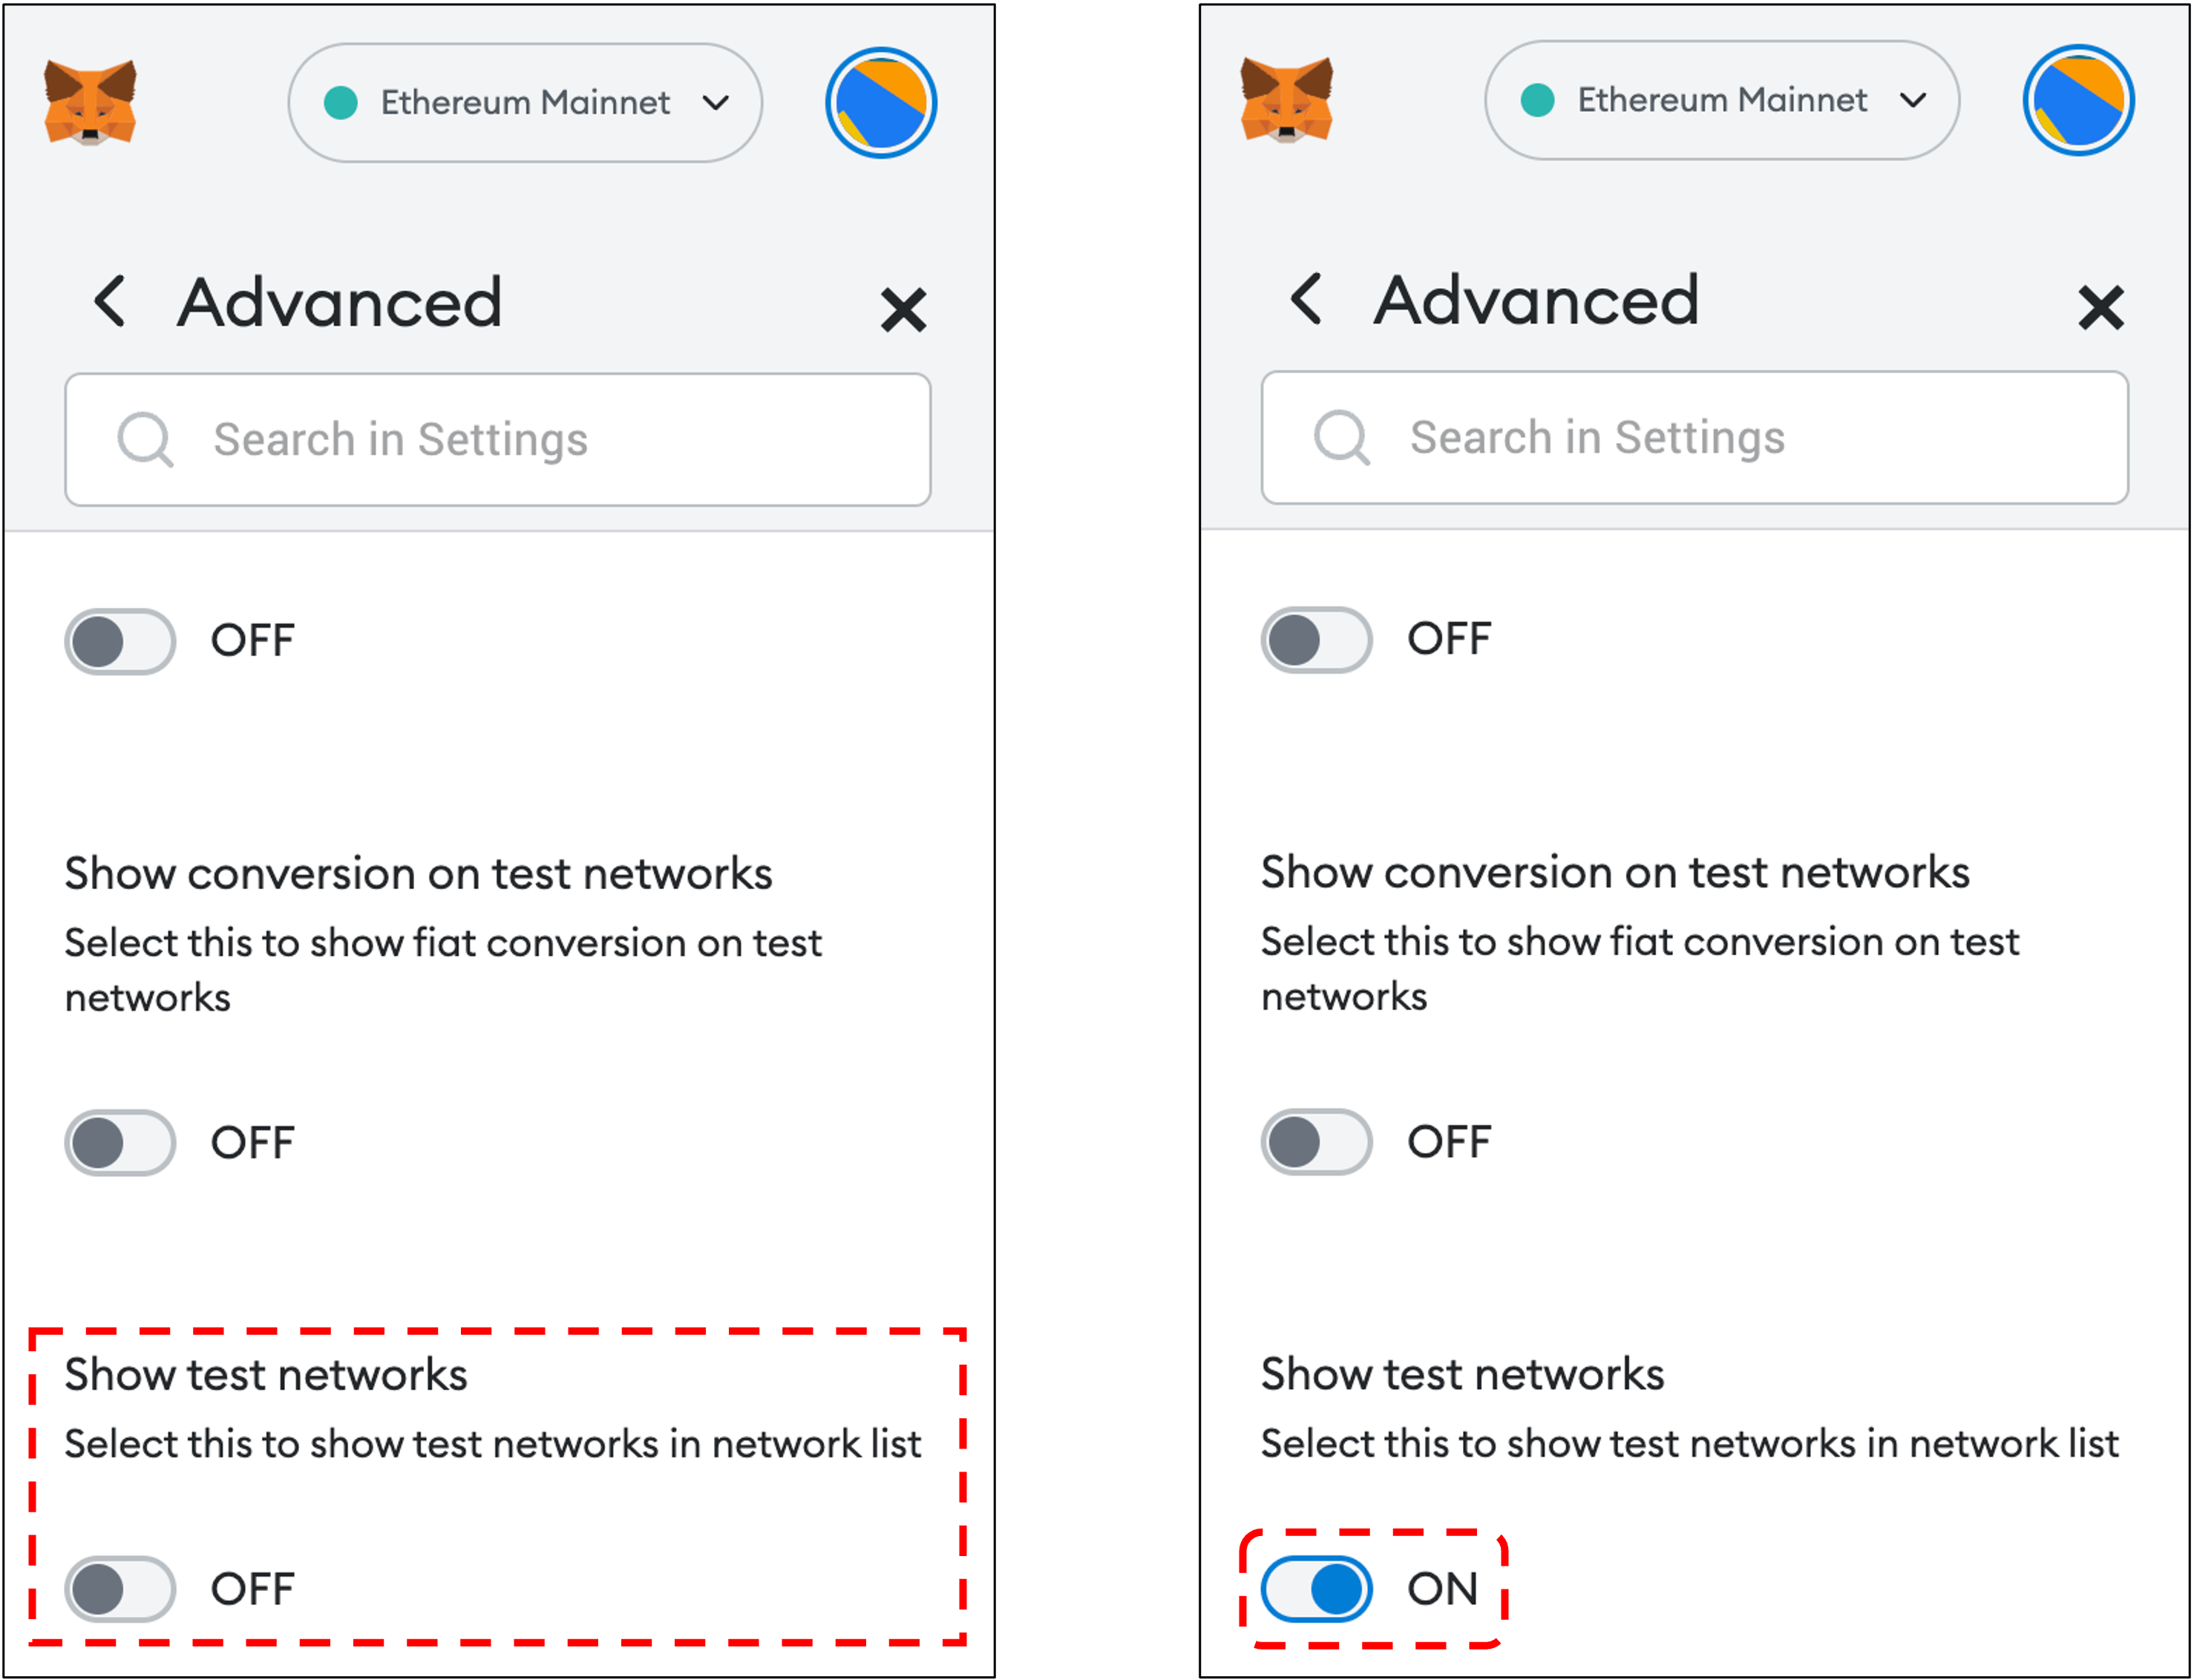 Ethereum Mainnet
Advanced
Search in Settings
OFF
Show conversion on test networks
Select this to show fiat conversion on test
networks
OFF
Show test networks
Select this to show test networks in network list
OFF
Ethereum Mainnet
Advanced
Search in Settings
OFF
Show conversion on test networks
Select this to show fiat conversion on test
networks
OFF
Show test networks
Select this to show test networks in network list
ON